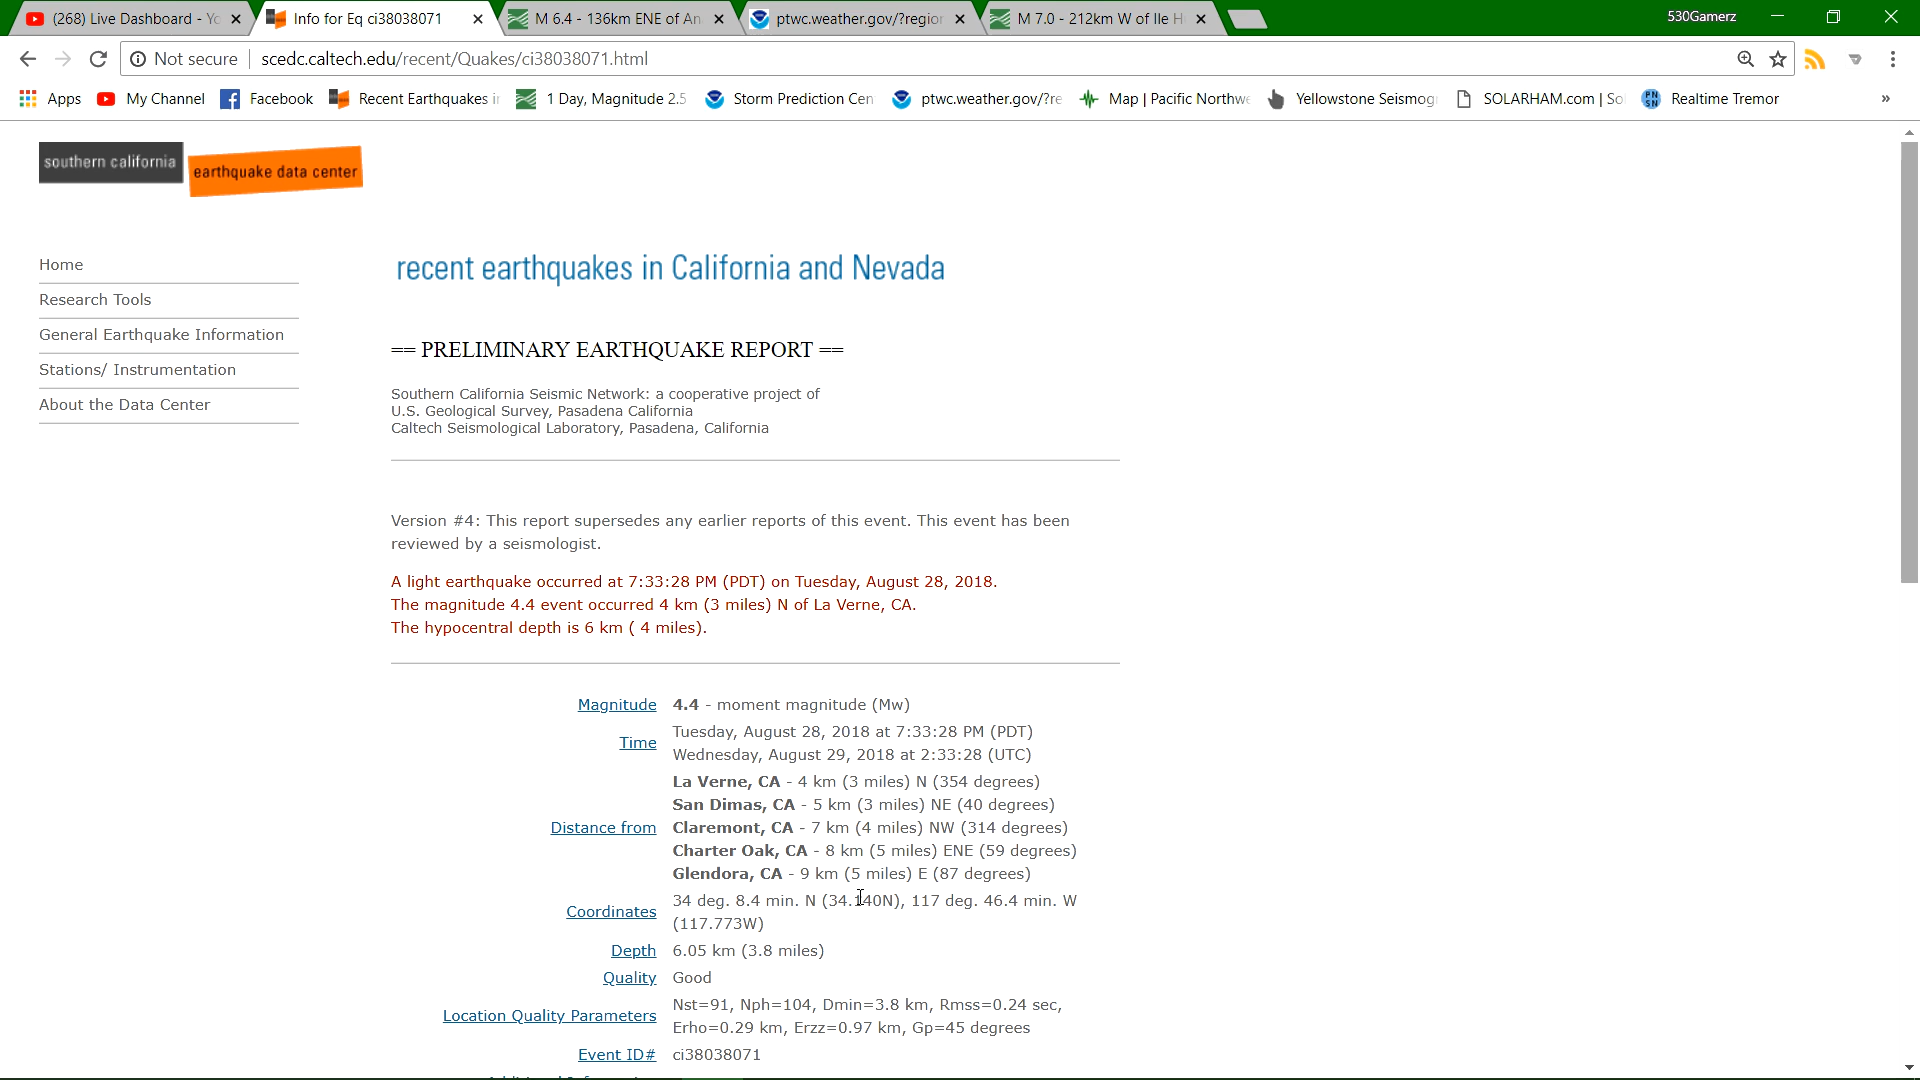 (268) Live Dashboard - Yo
Info for Eq ci38038071
M 6.4 - 136km ENE of An
ptwc.weather.gov/?region
M 7.0 - 212km W of Ile H
530Gamerz
Not secure
scedc.caltech.edu/recent/Quakes/ci38038071.html
Apps
My Channel
Facebook
Recent Earthquakes i
1 Day, Magnitude 2.5
Storm Prediction Cen
ptwc.weather.gov/?re
Map | Pacific Northwe
Yellowstone Seismog
SOLARHAM.com | So
PN SN
Realtime Tremor
»
southern california
earthquake data center
Home
Research Tools
General Earthquake Information
Stations/ Instrumentation
About the Data Center
recent earthquakes in California and Nevada
== PRELIMINARY EARTHQUAKE REPORT ==
Southern California Seismic Network: a cooperative project of
U.S. Geological Survey, Pasadena California
Caltech Seismological Laboratory, Pasadena, California
Version #4: This report supersedes any earlier reports of this event. This event has been
reviewed by a seismologist.
A light earthquake occurred at 7:33:28 PM (PDT) on Tuesday, August 28, 2018.
The magnitude 4.4 event occurred 4 km (3 miles) N of La Verne, CA.
The hypocentral depth is 6 km ( 4 miles).
Magnitude 4.4 - moment magnitude (Mw)
Time Tuesday, August 28, 2018 at 7:33:28 PM (PDT)
Wednesday, August 29, 2018 at 2:33:28 (UTC)
Distance from La Verne, CA - 4 km (3 miles) N (354 degrees)
San Dimas, CA - 5 km (3 miles) NE (40 degrees)
Claremont, CA - 7 km (4 miles) NW (314 degrees)
Charter Oak, CA - 8 km (5 miles) ENE (59 degrees)
Glendora, CA - 9 km (5 miles) E (87 degrees)
Coordinates 34 deg. 8.4 min. N (34.140N), 117 deg. 46.4 min. W
(117.773W)
Depth 6.05 km (3.8 miles)
Quality Good
Location Quality Parameters Nst=91, Nph=104, Dmin=3.8 km, Rmss=0.24 sec,
Erho=0.29 km, Erzz=0.97 km, Gp=45 degrees
Event ID# ci38038071